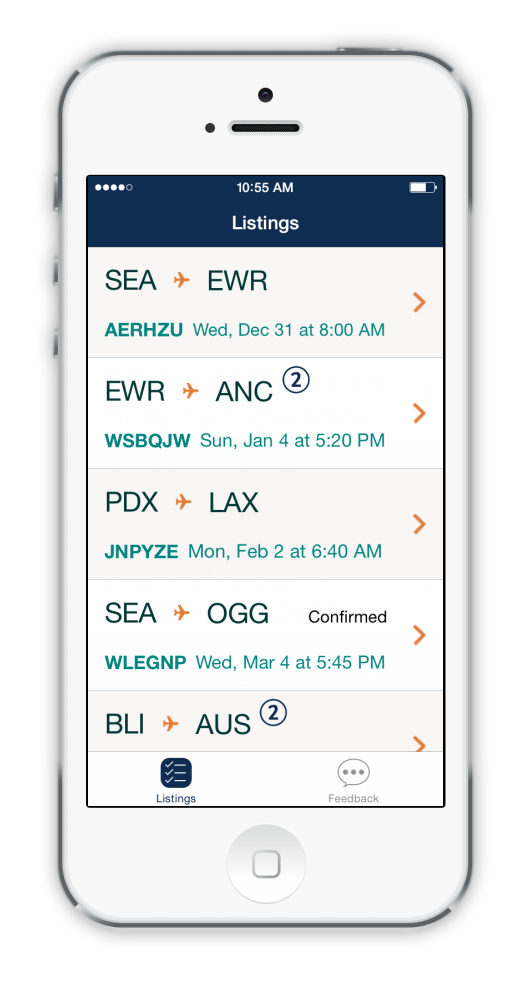 10:55 AM
Listings
SEA EWR
AERHZU Wed, Dec 31 at 8:00 AM
EWR ANC 2
WSBQJW Sun, Jan 4 at 5:20 PM
PDX LAX
JNPYZE Mon, Feb 2 at 6:40 AM
SEA OGG Confirmed
WLEGNP Wed, Mar 4 at 5:45 PM
BLI AUS 2
Listings Feedback